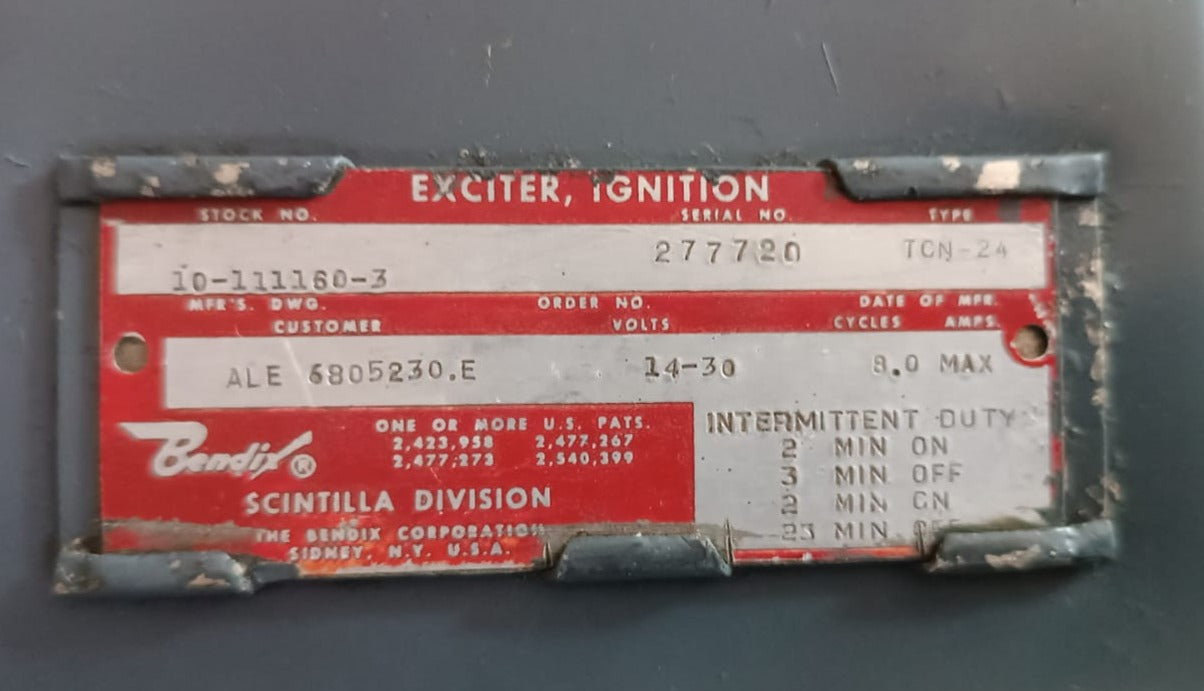 EXCITER, IGNITION
STOCK NO. SERIAL NO. TYPE
10-111160-3 277720 TCN-24
MFR'S. DWG. ORDER NO. DATE OF MFR.
CUSTOMER VOLTS CYCLES AMPS
ALE 6805230.E 14-30 8.0 MAX
Bendix ®
ONE OR MORE U.S. PATS.
2,423,958 2,477,267
2,477,273 2,540,399
SCINTILLA DIVISION
THE BENDIX CORPORATION
SIDNEY, N.Y. U.S.A.
INTERMITTENT DUTY
2 MIN ON
3 MIN OFF
2 MIN ON
23 MIN OFF